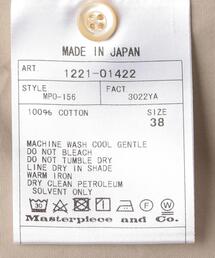 MADE IN JAPAN
ART
1221-01422
STYLE
MPO-156
FACT
3022YA
100% COTTON
SIZE
38
MACHINE WASH COOL GENTLE
DO NOT BLEACH
DO NOT TUMBLE DRY
LINE DRY IN SHADE
WARM IRON
DRY CLEAN PETROLEUM
SOLVENT ONLY
Masterpiece and Co.